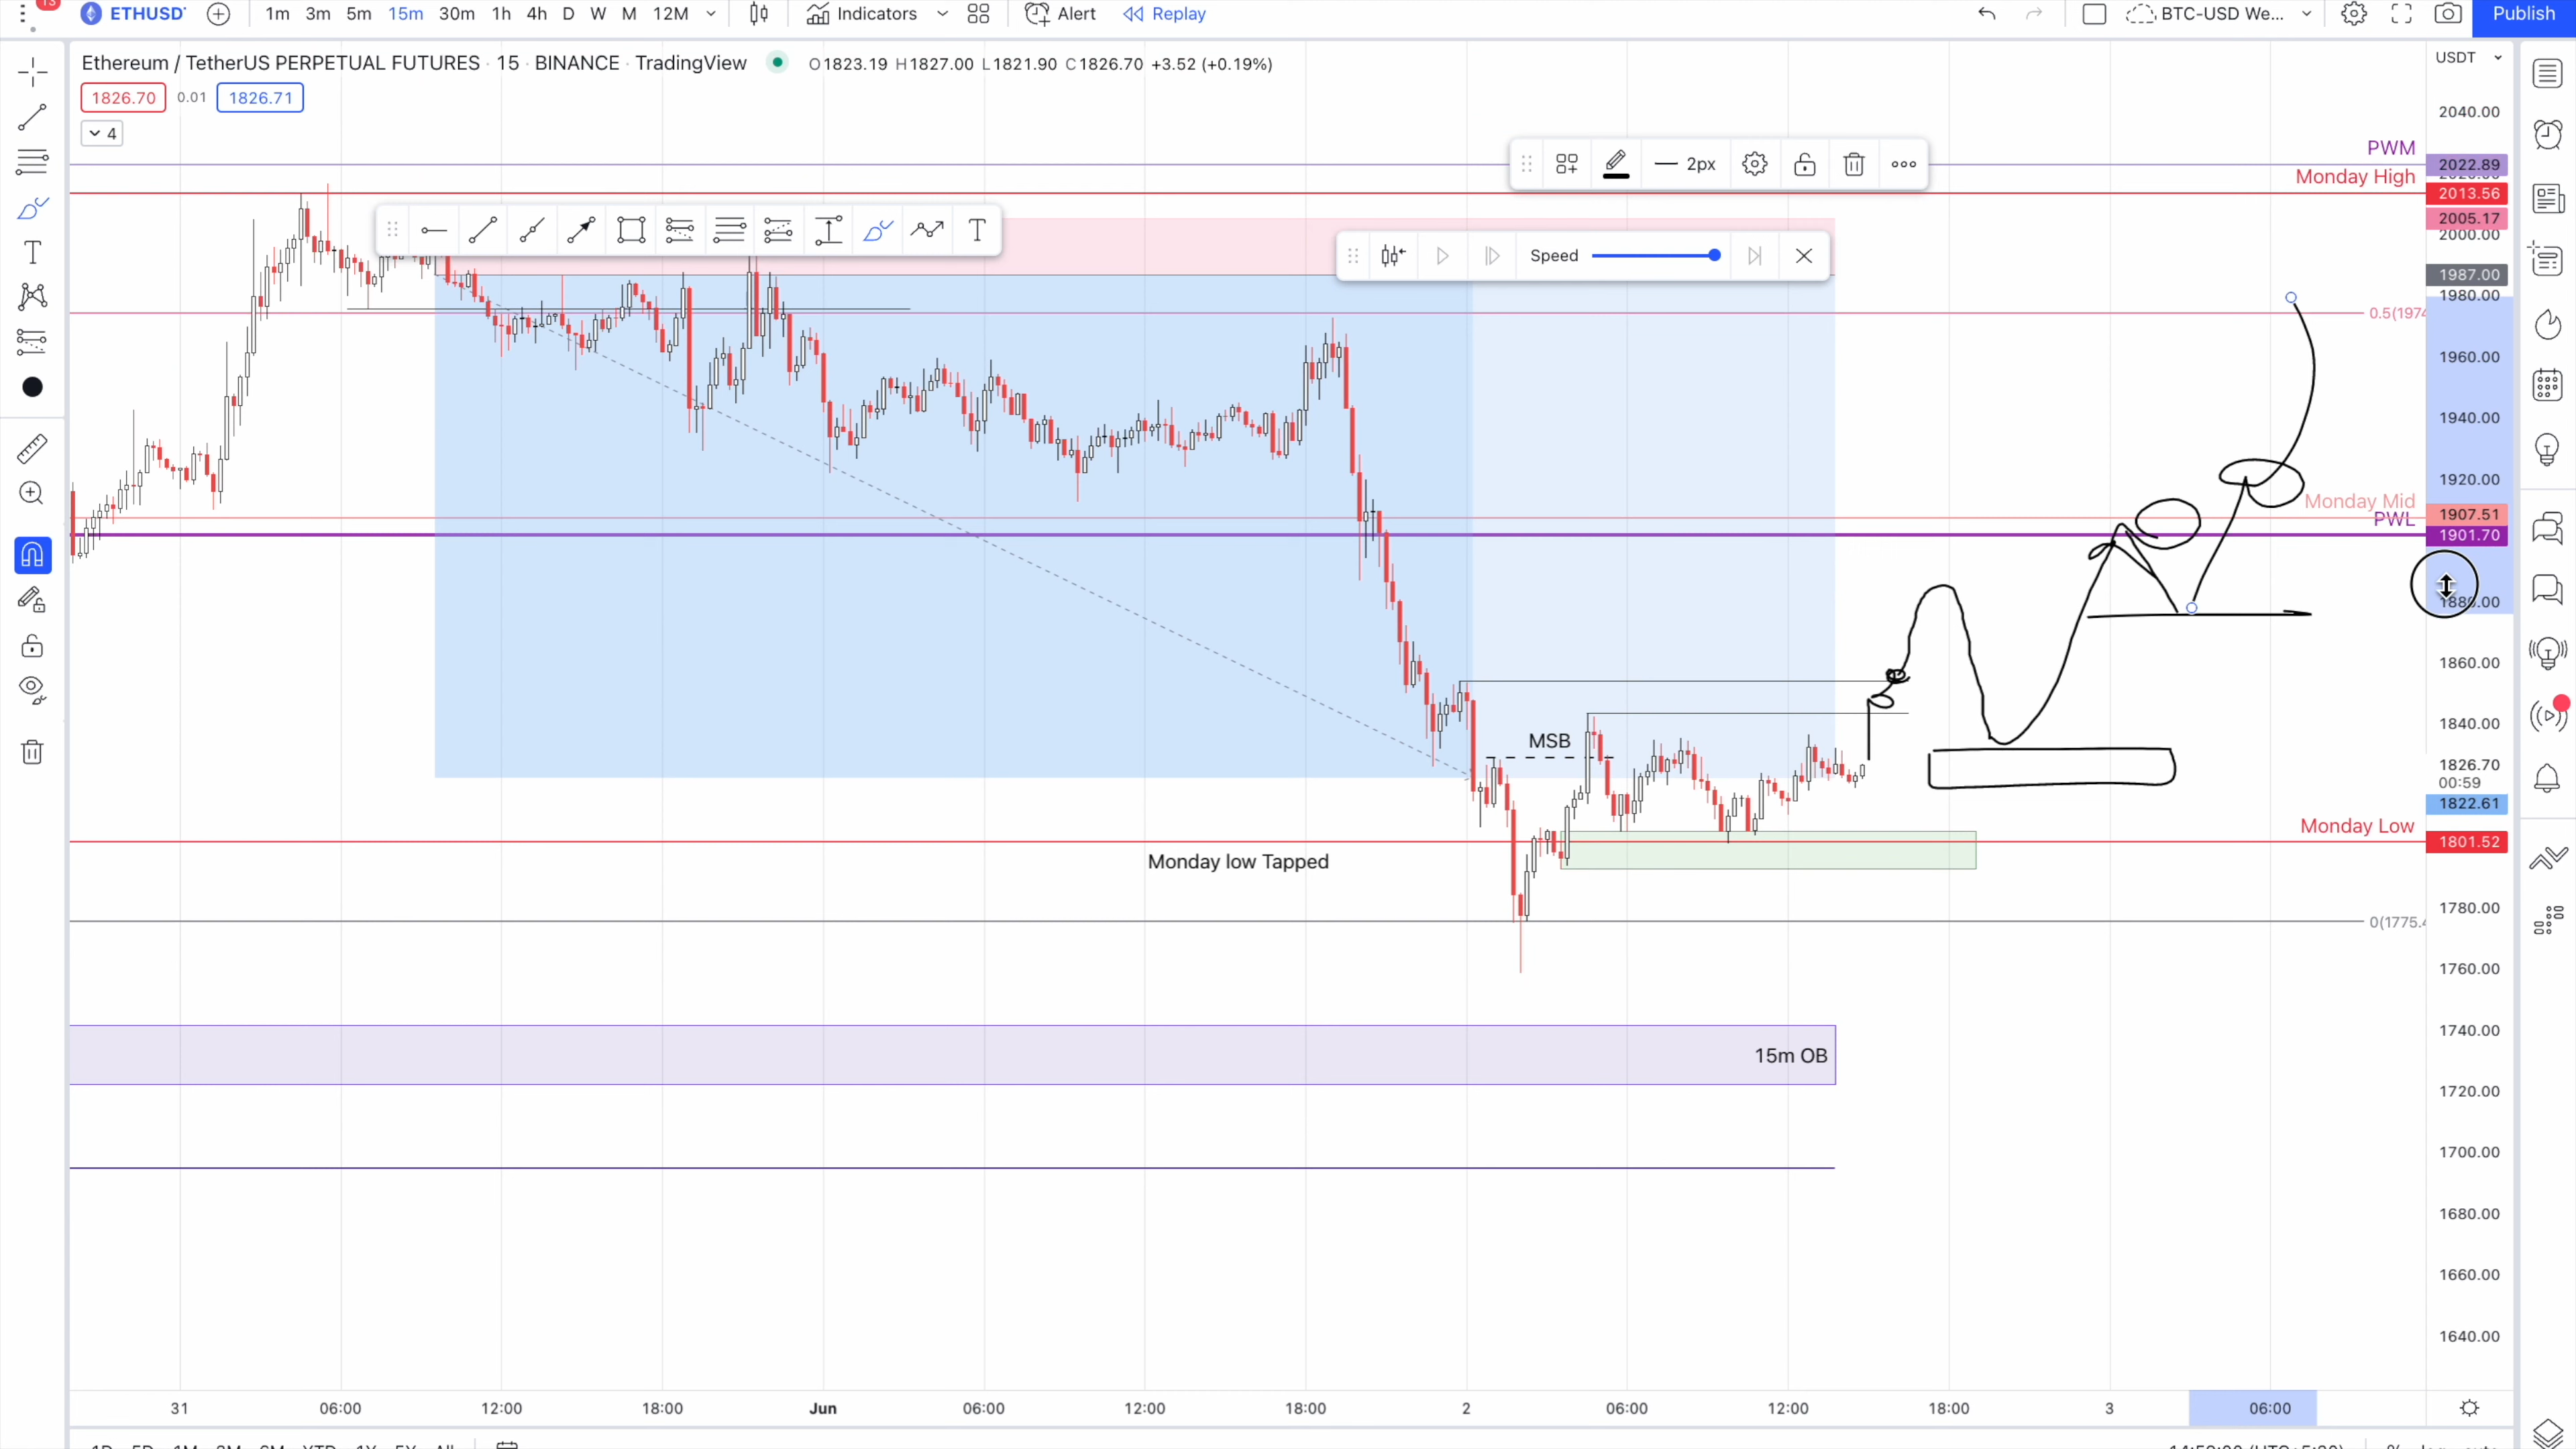 13
ETHUSD 1m 3m 5m 15m 30m 1h 4h D W M 12M Indicators Alert Replay BTC-USD We... Publish
Ethereum / TetherUS PERPETUAL FUTURES · 15 · BINANCE · TradingView O1823.19 H1827.00 L1821.90 C1826.70 +3.52 (+0.19%)
USDT
1826.70 0.01 1826.71
4
2040.00
PWM 2022.89
Monday High 2013.56
2px
2005.17
2000.00
Speed
1987.00
1980.00
0.5(1974
1960.00
1940.00
1920.00
Monday Mid 1907.51
PWL 1901.70
1880.00
1860.00
1840.00
MSB
1826.70
00:59
1822.61
Monday Low 1801.52
Monday low Tapped
1780.00
0(1775.4
1760.00
1740.00
15m OB
1720.00
1700.00
1680.00
1660.00
1640.00
31 06:00 12:00 18:00 Jun 06:00 12:00 18:00 2 06:00 12:00 18:00 3 06:00